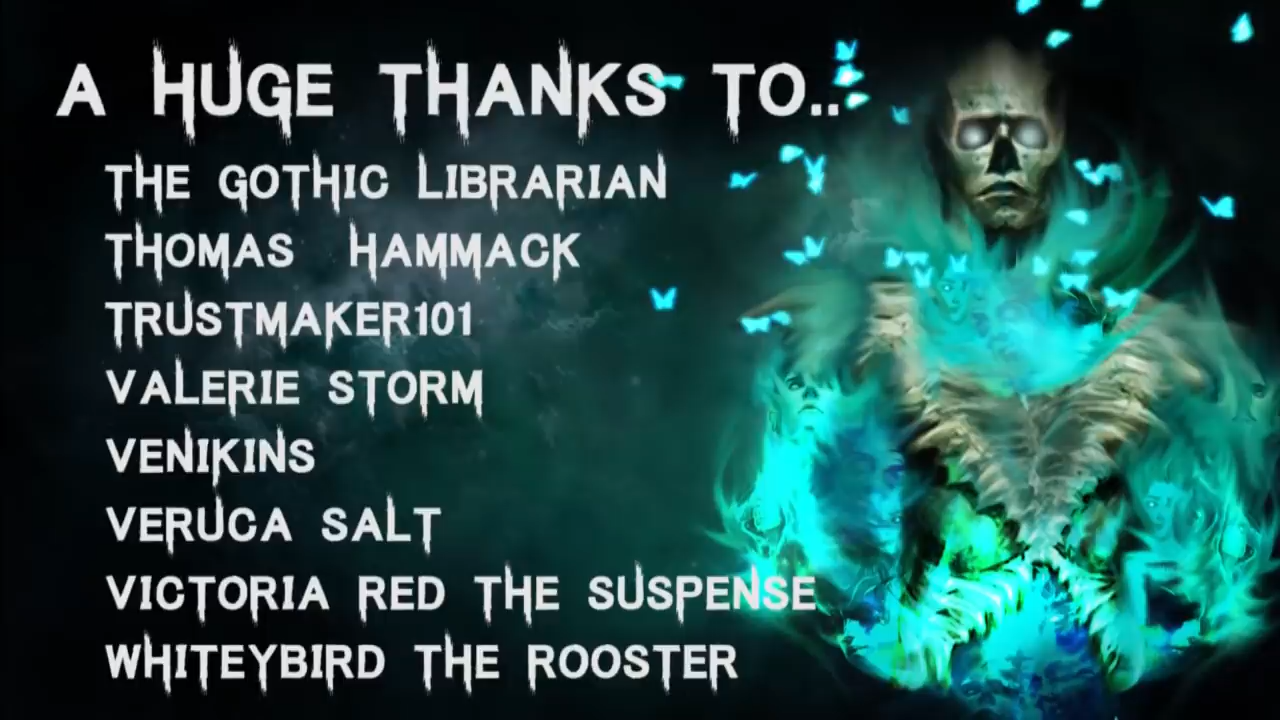 A HUGE THANKS TO..
THE GOTHIC LIBRARIAN
THOMAS HAMMACK
TRUSTMAKER101
VALERIE STORM
VENIKINS
VERUCA SALT
VICTORIA RED THE SUSPENSE
WHITEYBIRD THE ROOSTER